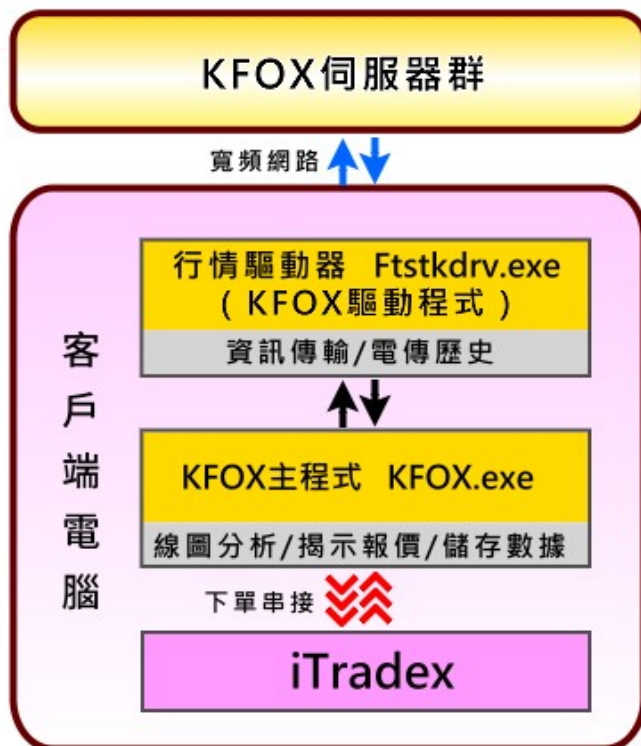 KFOX伺服器群
寬頻網路
行情驅動器 Ftstkdrv.exe
(KFOX驅動程式)
資訊傳輸/電傳歷史
客戶端電腦
KFOX主程式 KFOX.exe
線圖分析/揭示報價/儲存數據
下單串接
iTradex